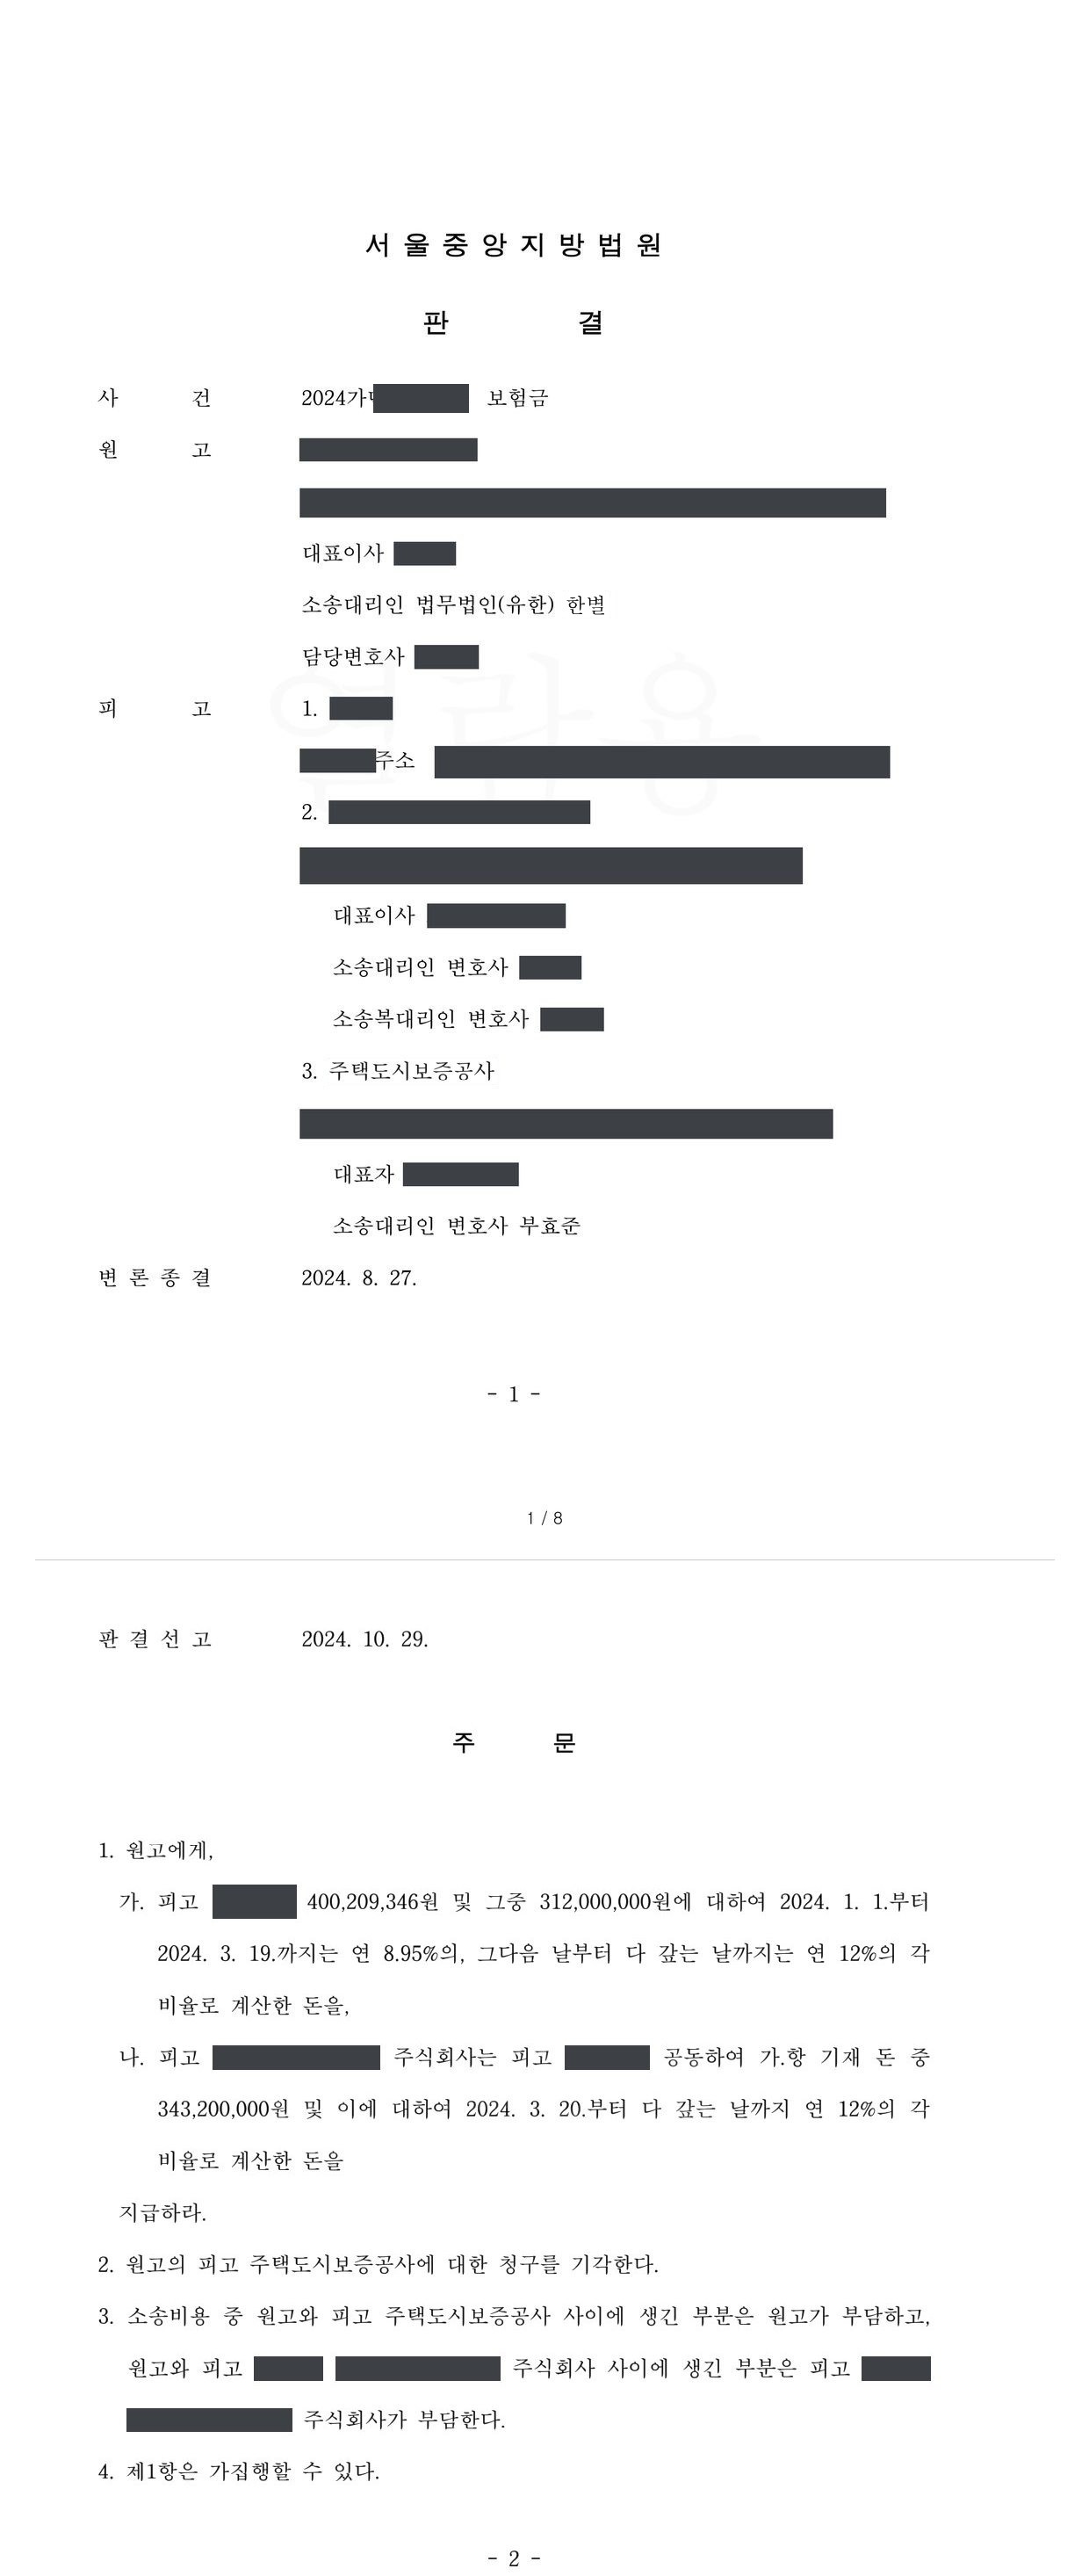 서울중앙지방법원
판 결
사 건 2024가 보험금
원 고
대표이사
소송대리인 법무법인(유한) 한별
담당변호사
피 고 1.
주소
2.
대표이사
소송대리인 변호사
소송복대리인 변호사
3. 주택도시보증공사
대표자
소송대리인 변호사 부효준
변론종결 2024. 8. 27.
열람용
- 1 -
1 / 8
판결선고 2024. 10. 29.
주 문
1. 원고에게,
가. 피고 400,209,346원 및 그중 312,000,000원에 대하여 2024. 1. 1.부터
2024. 3. 19.까지는 연 8.95%의, 그다음 날부터 다 갚는 날까지는 연 12%의 각
비율로 계산한 돈을,
나. 피고 주식회사는 피고 공동하여 가.항 기재 돈 중
343,200,000원 및 이에 대하여 2024. 3. 20.부터 다 갚는 날까지 연 12%의 각
비율로 계산한 돈을
지급하라.
2. 원고의 피고 주택도시보증공사에 대한 청구를 기각한다.
3. 소송비용 중 원고와 피고 주택도시보증공사 사이에 생긴 부분은 원고가 부담하고,
원고와 피고 주식회사 사이에 생긴 부분은 피고
주식회사가 부담한다.
4. 제1항은 가집행할 수 있다.
- 2 -